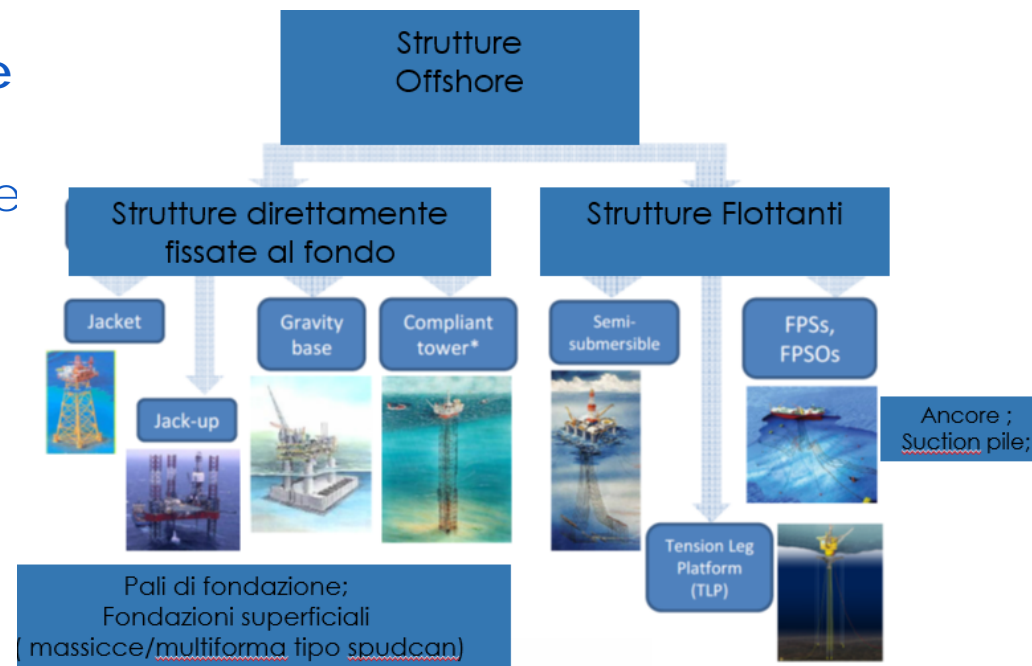 Strutture
Offshore
e
e
Strutture direttamente
fissate al fondo
Strutture Flottanti
Jacket
Gravity
base
Compliant
tower*
Semi-
submersible
FPSs,
FPSOs
Jack-up
Ancore ;
Suction pile;
Tension Leg
Platform
(TLP)
Pali di fondazione;
Fondazioni superficiali
( massicce/multiforma tipo spudcan)